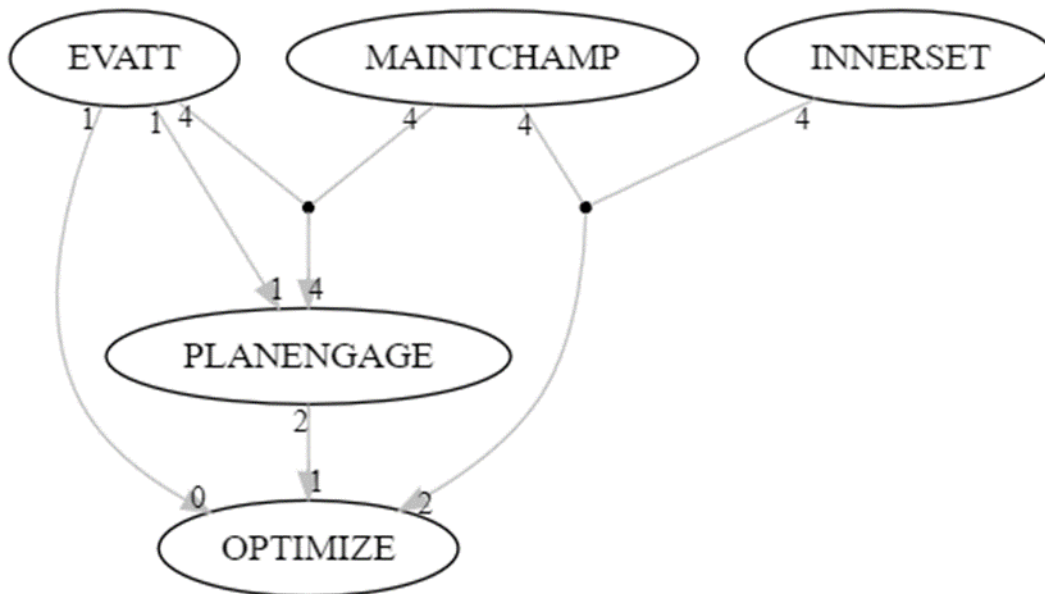 EVATT MAINTCHAMP INNERSET
1 1 4 4 4 4
1 4
PLANENGAGE
2
0 1 2
OPTIMIZE